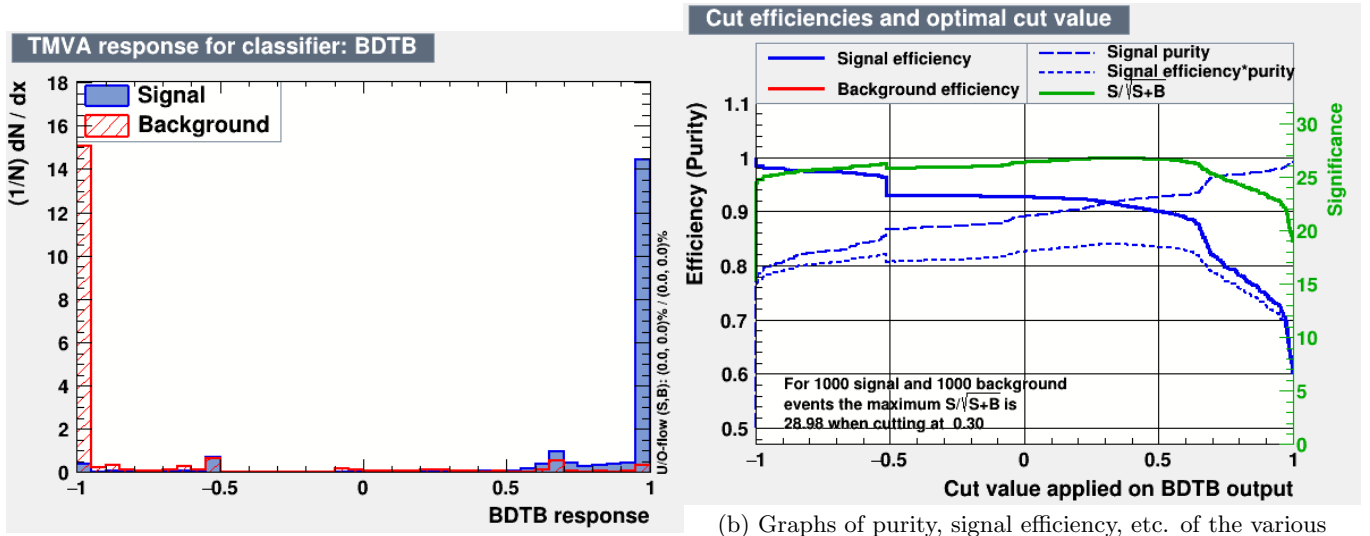 TMVA response for classifier: BDTB
(1/N) dN / dx
18
16
14
12
10
8
6
4
2
0
Signal
Background
U/O-flow (S,B): (0.0, 0.0)% / (0.0, 0.0)%
−1
−0.5
0
0.5
1
BDTB response
Cut efficiencies and optimal cut value
Signal efficiency
Background efficiency
Signal purity
Signal efficiency*purity
S/√S+B
Efficiency (Purity)
1.1
1
0.9
0.8
0.7
0.6
0.5
30
25
20
15
10
5
0
Significance
For 1000 signal and 1000 background
events the maximum S/√S+B is
28.98 when cutting at 0.30
−1
−0.5
0
0.5
1
Cut value applied on BDTB output
(b) Graphs of purity, signal efficiency, etc. of the various